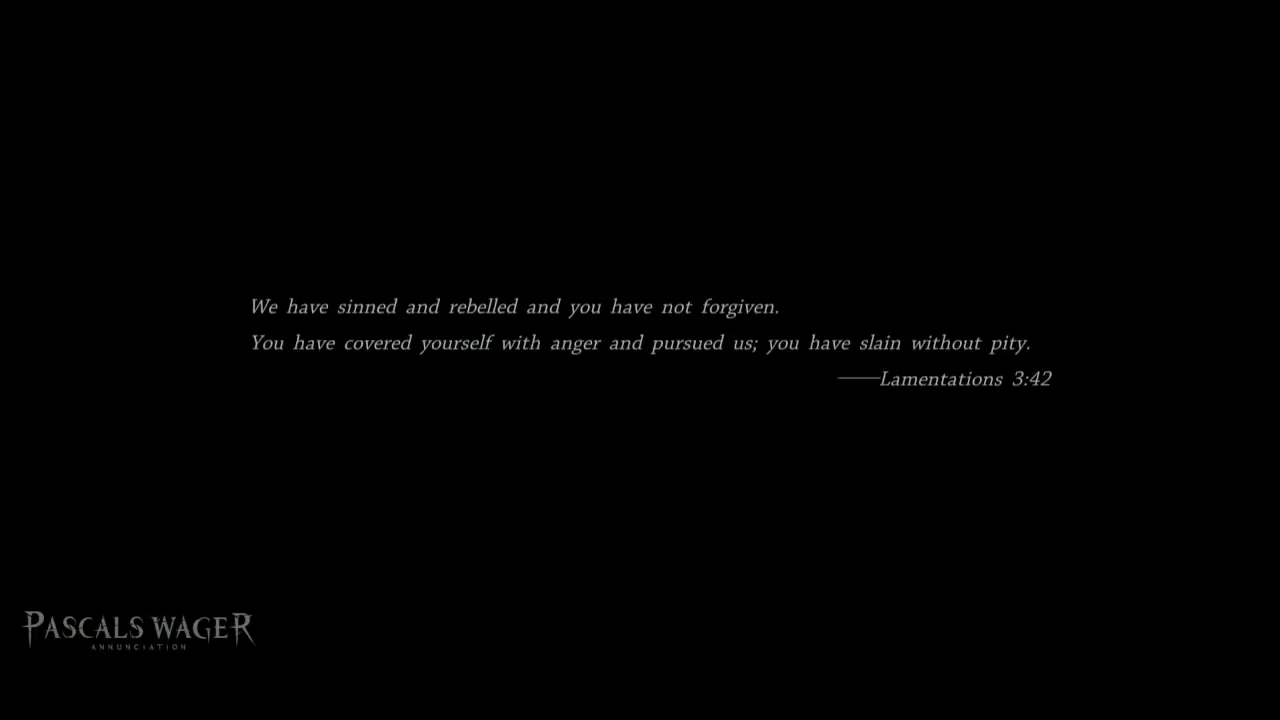 We have sinned and rebelled and you have not forgiven.
You have covered yourself with anger and pursued us; you have slain without pity.
——Lamentations 3:42
PASCALS WAGER
ANNUNCIATION